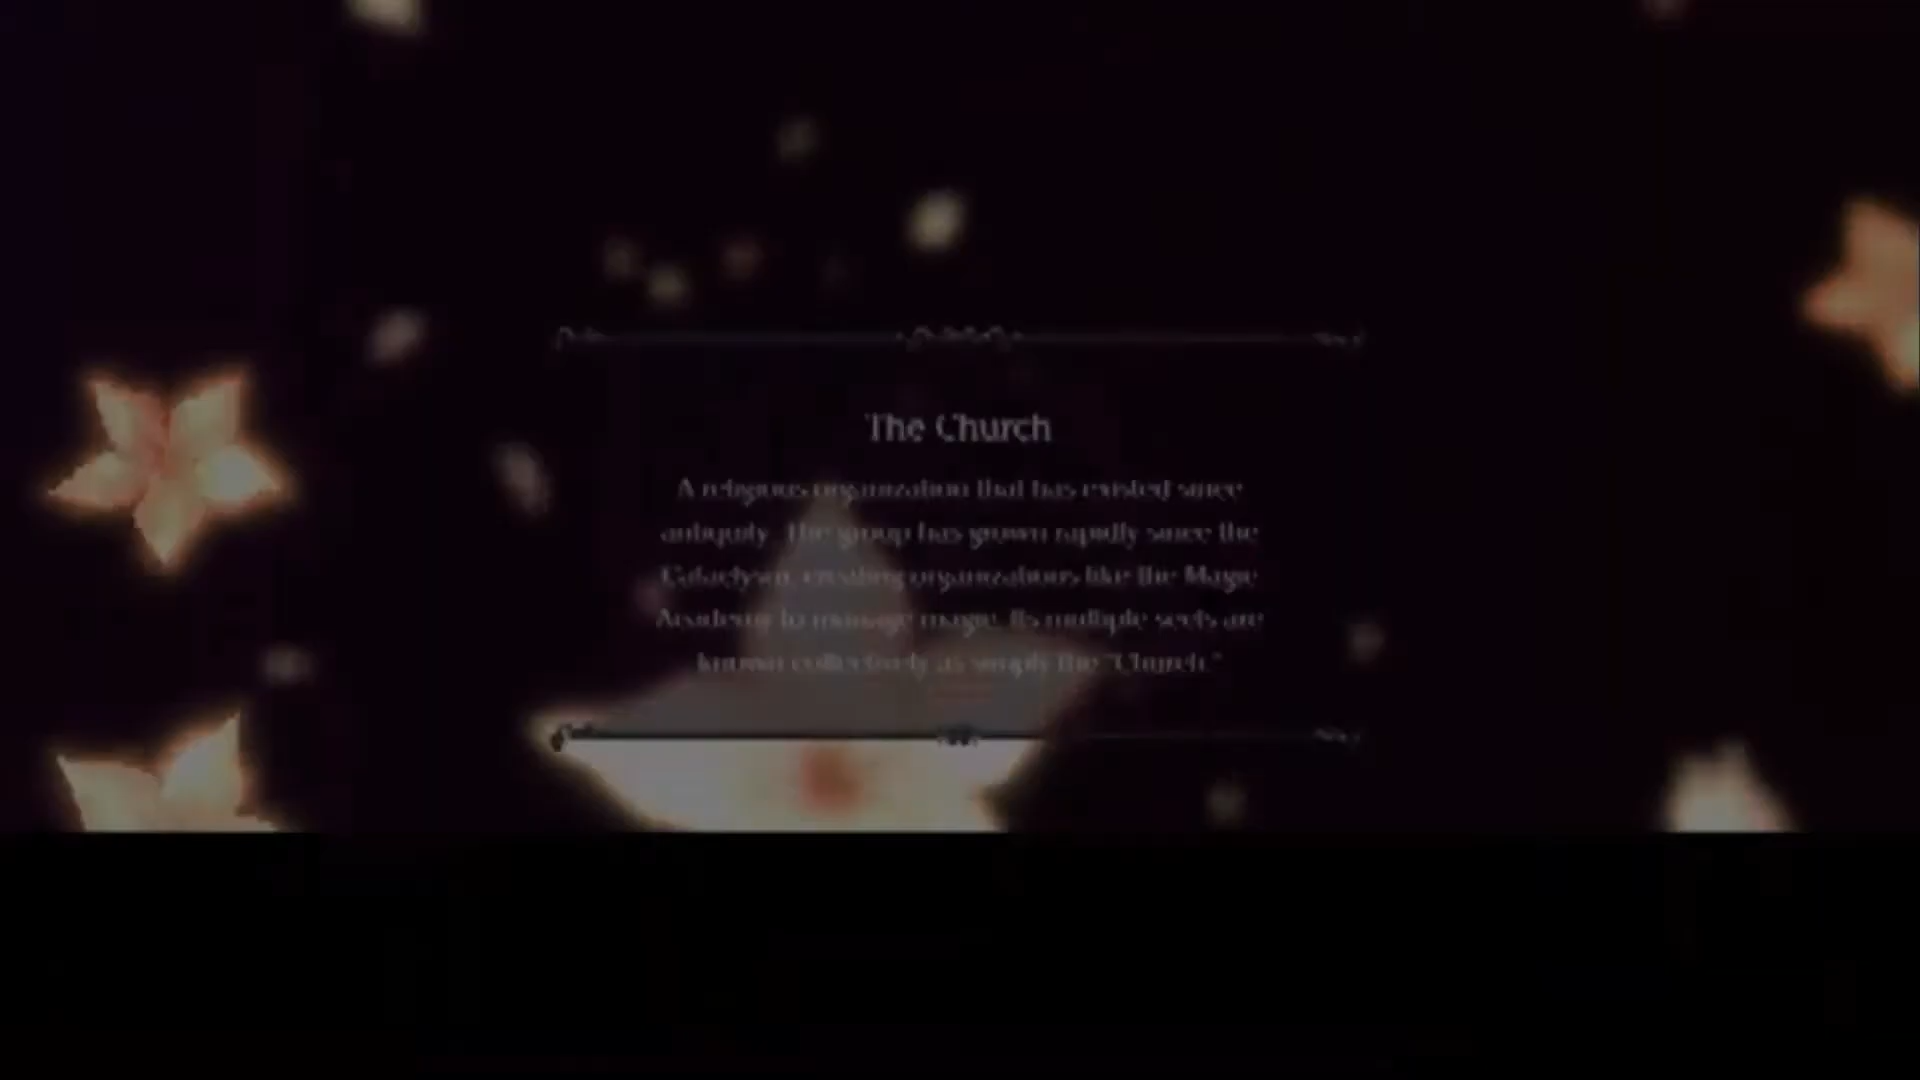 The Church
A religious organization that has existed since
antiquity. The group has grown rapidly since the
Cataclysm, creating organizations like the Magic
Academy to manage magic. Its multiple sects are
known collectively as simply the "Church."